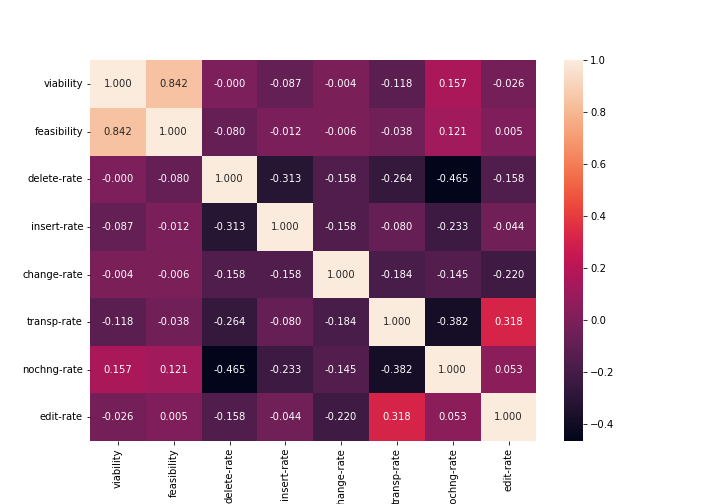 viability 1.000 0.842 -0.000 -0.087 -0.004 -0.118 0.157 -0.026
feasibility 0.842 1.000 -0.080 -0.012 -0.006 -0.038 0.121 0.005
delete-rate -0.000 -0.080 1.000 -0.313 -0.158 -0.264 -0.465 -0.158
insert-rate -0.087 -0.012 -0.313 1.000 -0.158 -0.080 -0.233 -0.044
change-rate -0.004 -0.006 -0.158 -0.158 1.000 -0.184 -0.145 -0.220
transp-rate -0.118 -0.038 -0.264 -0.080 -0.184 1.000 -0.382 0.318
nochng-rate 0.157 0.121 -0.465 -0.233 -0.145 -0.382 1.000 0.053
edit-rate -0.026 0.005 -0.158 -0.044 -0.220 0.318 0.053 1.000
viability
feasibility
delete-rate
insert-rate
hange-rate
transp-rate
ochng-rate
edit-rate
1.0
0.8
0.6
0.4
0.2
0.0
−0.2
−0.4